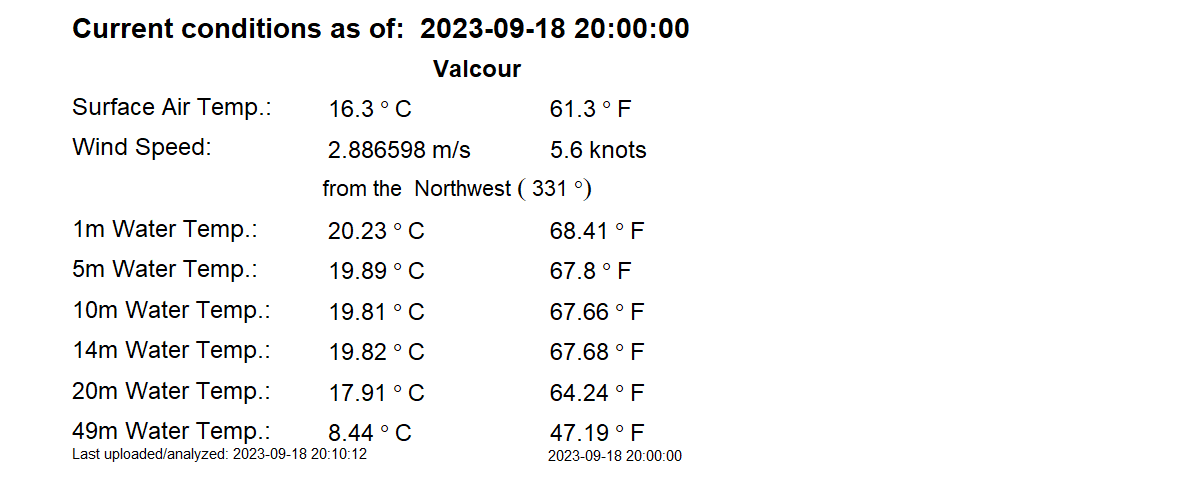 Current conditions as of: 2023-09-18 20:00:00
Valcour
Surface Air Temp.: 16.3 ° C 61.3 ° F
Wind Speed: 2.886598 m/s 5.6 knots
from the Northwest ( 331 °)
1m Water Temp.: 20.23 ° C 68.41 ° F
5m Water Temp.: 19.89 ° C 67.8 ° F
10m Water Temp.: 19.81 ° C 67.66 ° F
14m Water Temp.: 19.82 ° C 67.68 ° F
20m Water Temp.: 17.91 ° C 64.24 ° F
49m Water Temp.: 8.44 ° C 47.19 ° F
Last uploaded/analyzed: 2023-09-18 20:10:12 2023-09-18 20:00:00